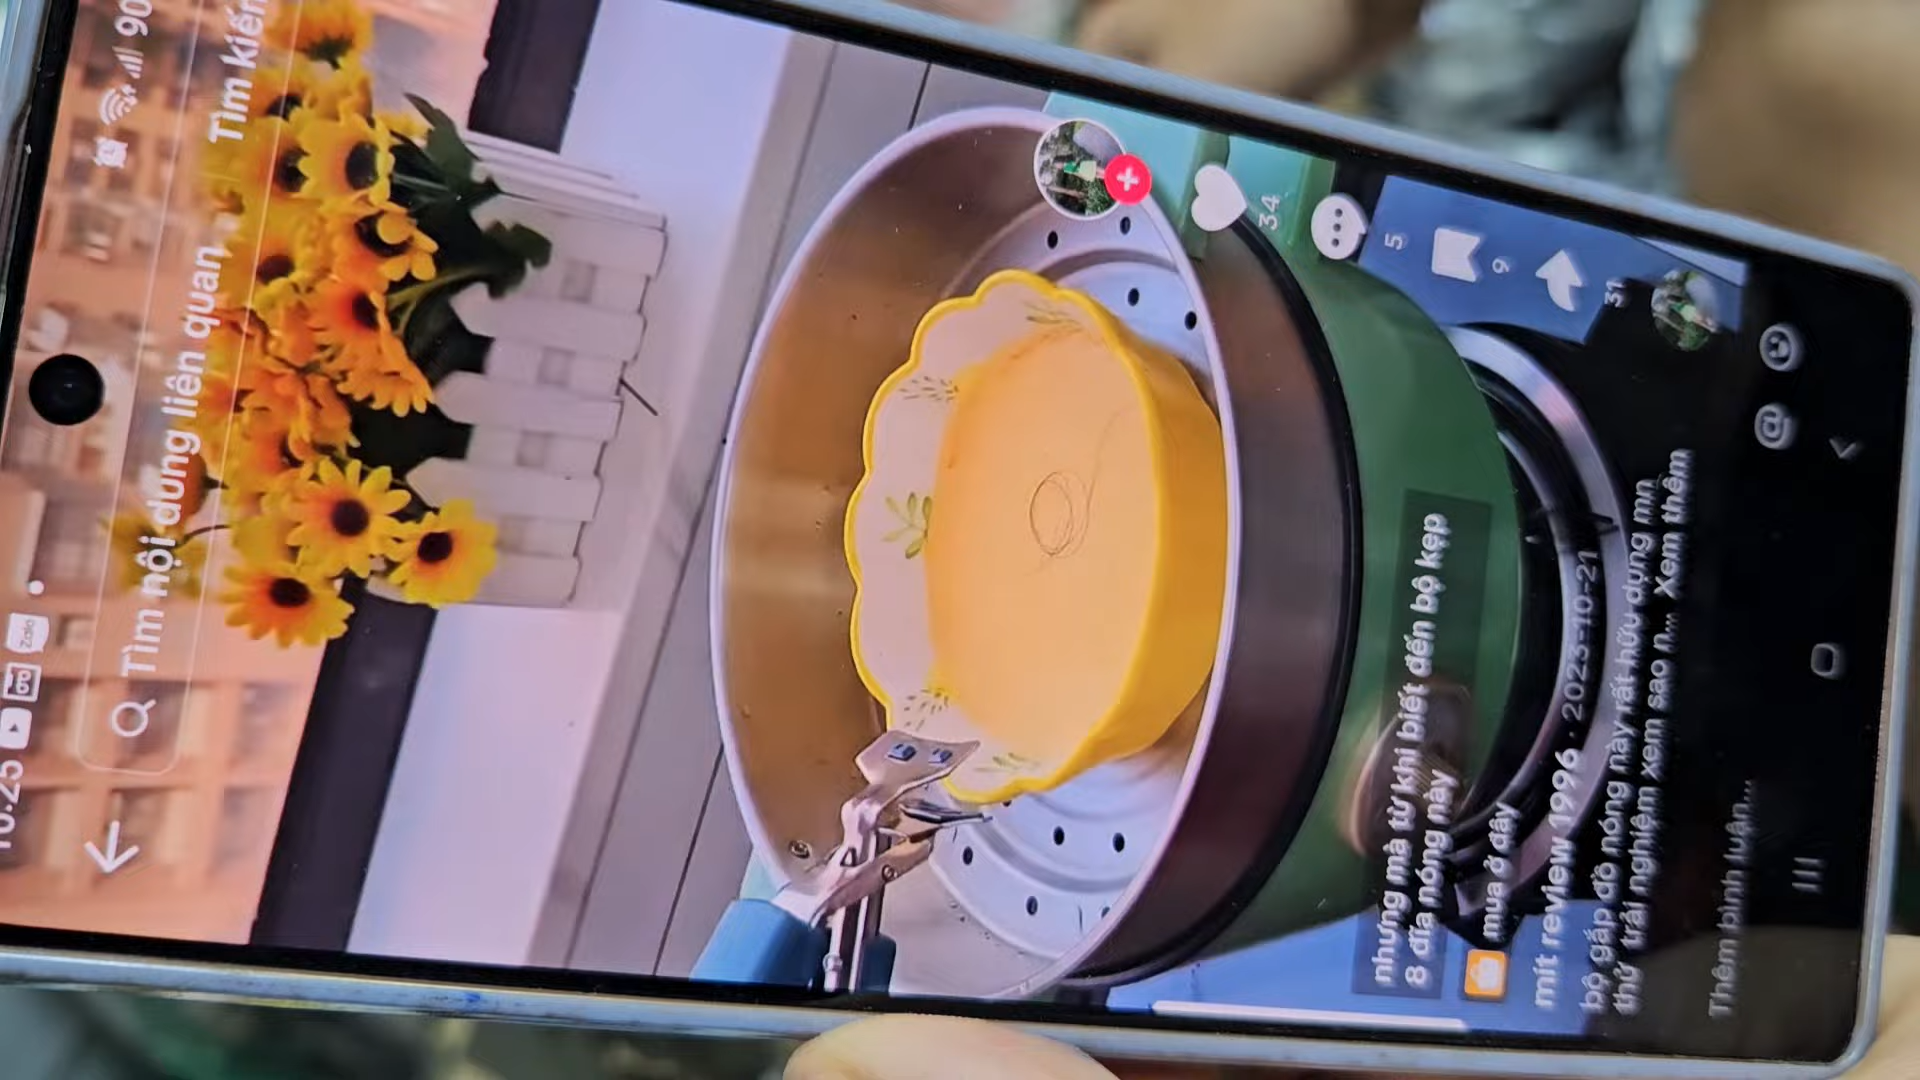 10:25
Zalo
90
Tìm nội dung liên quan
Tìm kiếm
34
5
9
31
nhưng mà từ khi biết đến bộ kẹp
8 đĩa nóng này
mua ở đây
mít review 1996 · 2023-10-21
bộ gắp đồ nóng này rất hữu dụng mn
thử trải nghiệm xem sao n... Xem thêm
Thêm bình luận...
@